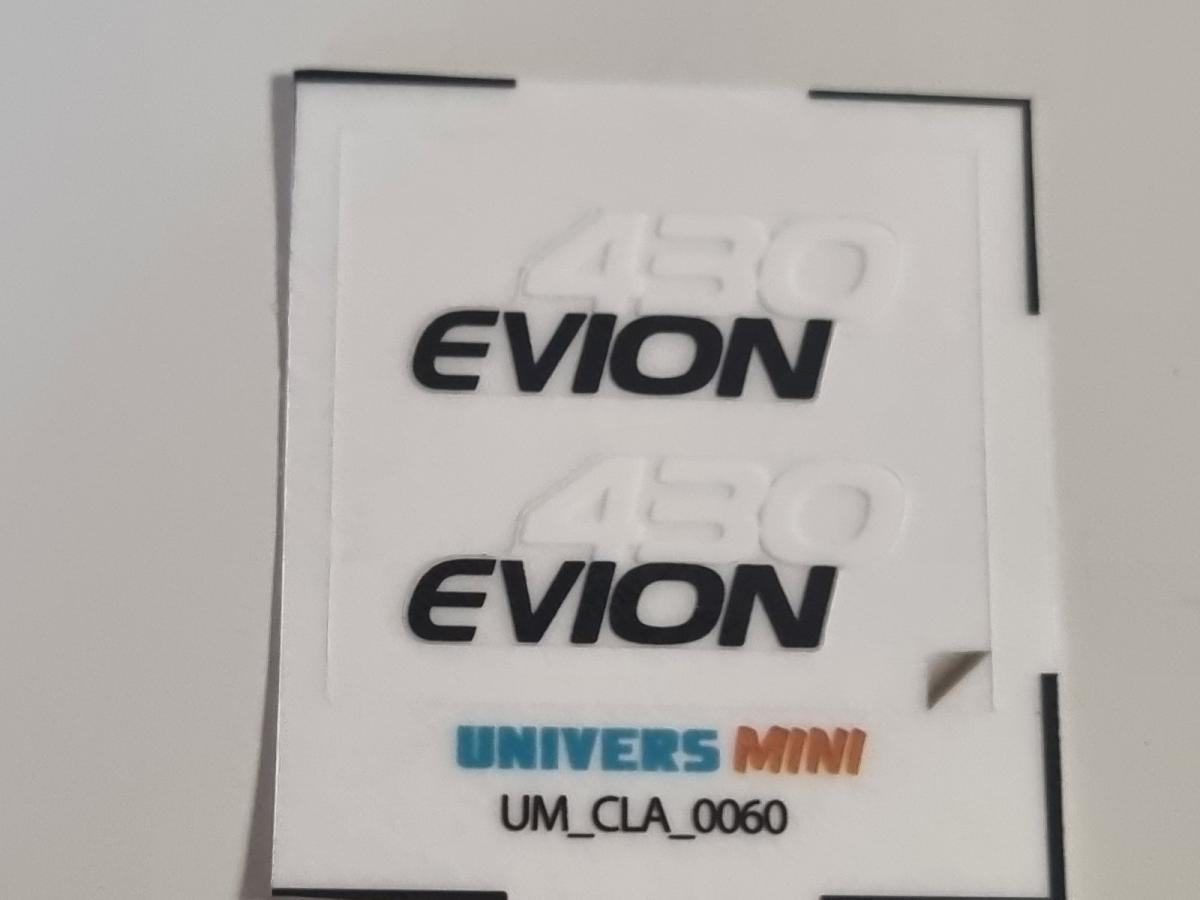 430
EVION
430
EVION
UNIVERS MINI
UM_CLA_0060